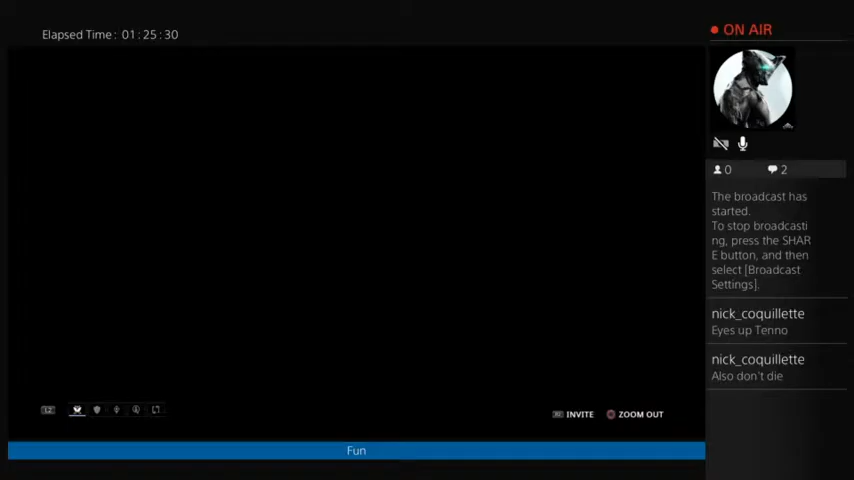 Elapsed Time: 01:25:30
ON AIR
0
2
The broadcast has
started.
To stop broadcasti
ng, press the SHAR
E button, and then
select [Broadcast
Settings].
nick_coquillette
Eyes up Tenno
nick_coquillette
Also don't die
L2
INVITE
ZOOM OUT
Fun